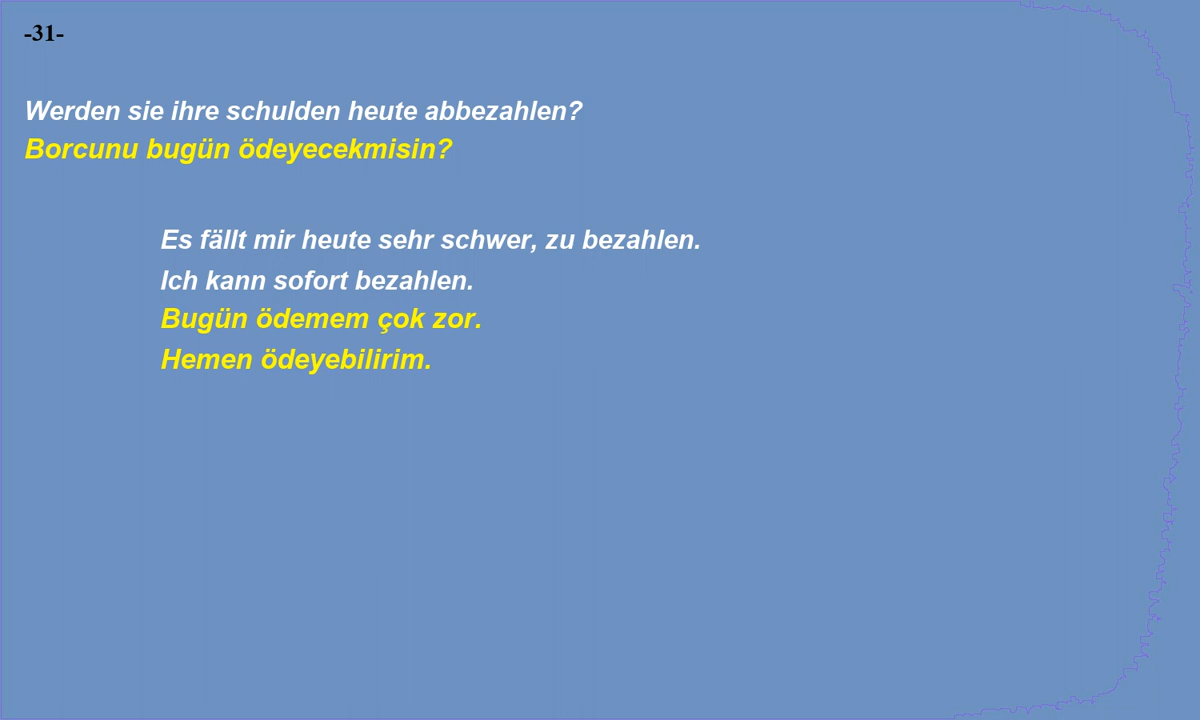 -31-
Werden sie ihre schulden heute abbezahlen?
Borcunu bugün ödeyecekmisin?
Es fällt mir heute sehr schwer, zu bezahlen.
Ich kann sofort bezahlen.
Bugün ödemem çok zor.
Hemen ödeyebilirim.